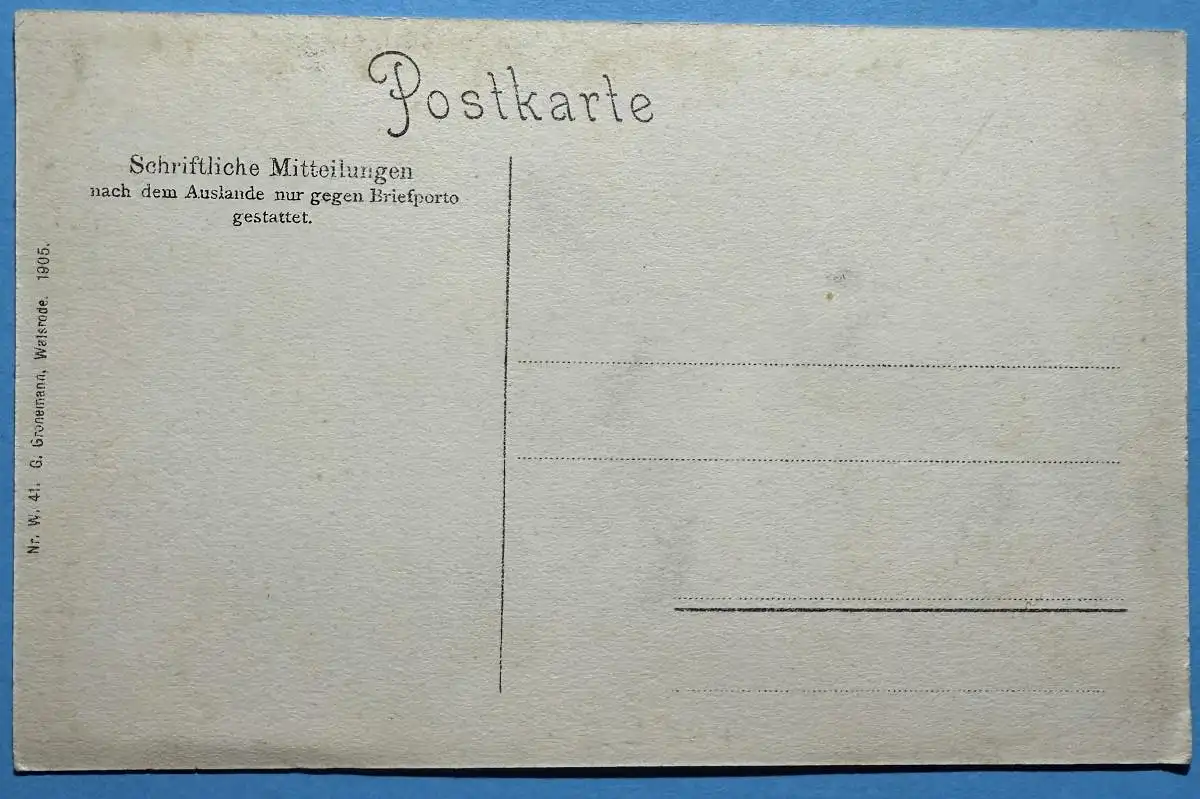 Postkarte
Schriftliche Mitteilungen
nach dem Auslande nur gegen Briefporto
gestattet.
Nr. W. 41. G. Gronemann, Walsrode. 1905.